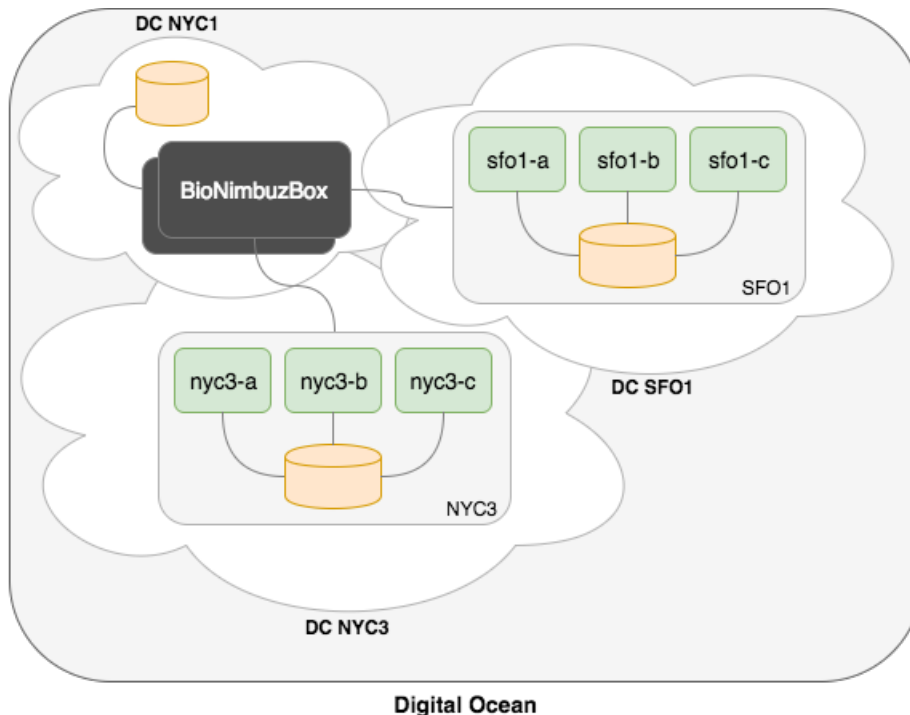 DC NYC1
BioNimbuzBox
sfo1-a
sfo1-b
sfo1-c
SFO1
DC SFO1
nyc3-a
nyc3-b
nyc3-c
NYC3
DC NYC3
Digital Ocean